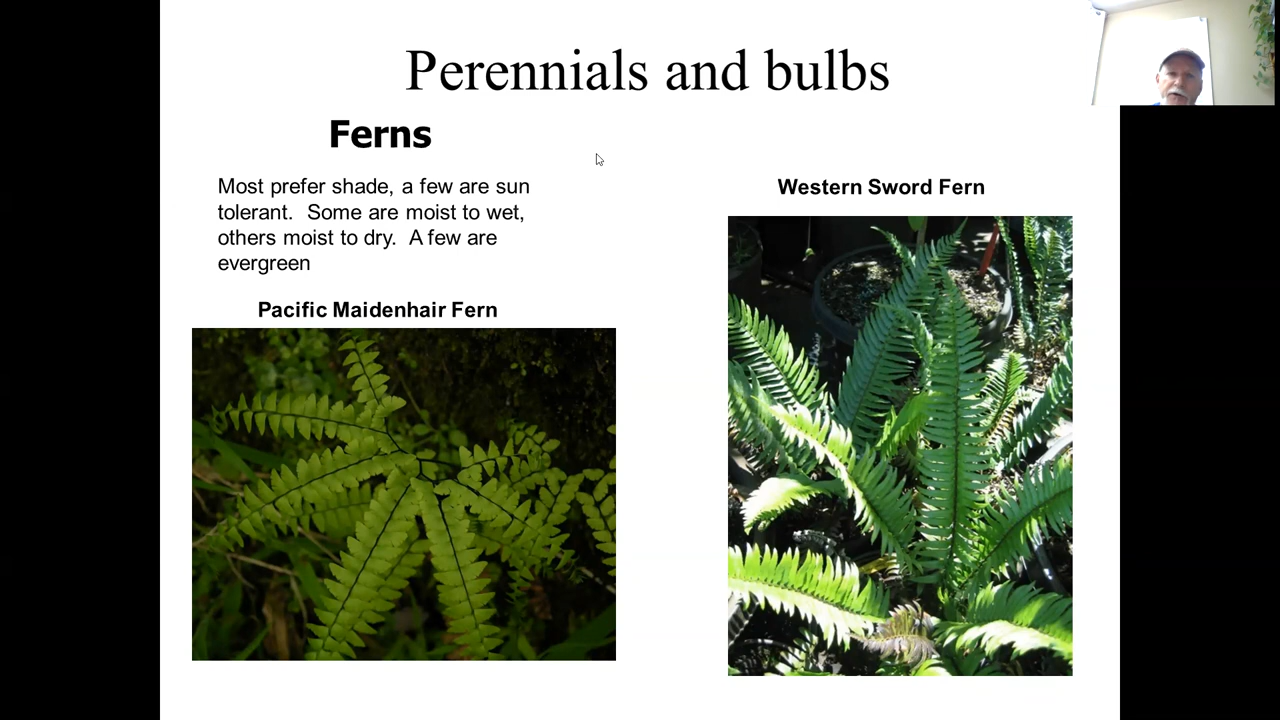 Perennials and bulbs
Ferns
Most prefer shade, a few are sun
tolerant.  Some are moist to wet,
others moist to dry.  A few are
evergreen
Pacific Maidenhair Fern
Western Sword Fern